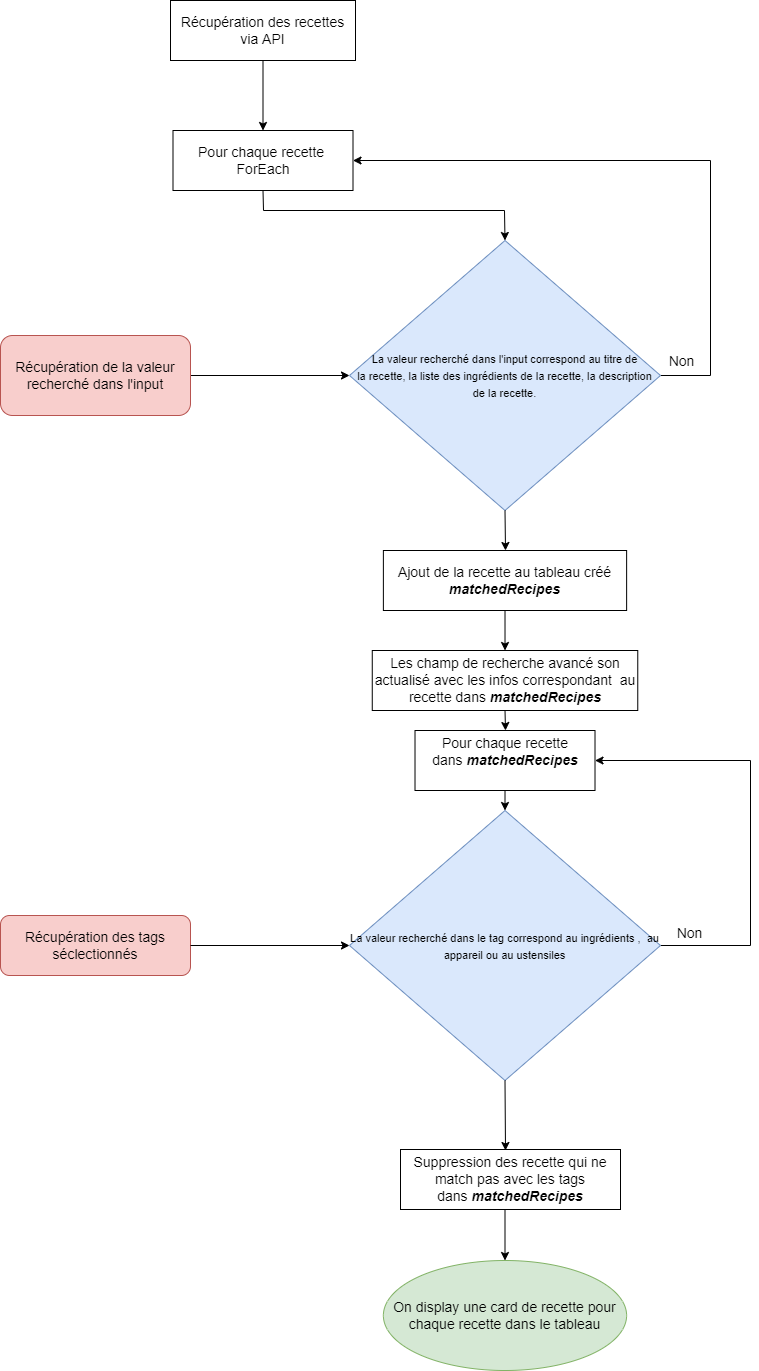 Récupération des recettes
via API
Pour chaque recette
ForEach
Récupération de la valeur
recherché dans l'input
La valeur recherché dans l'input correspond au titre de
la recette, la liste des ingrédients de la recette, la description
de la recette.
Non
Ajout de la recette au tableau créé
matchedRecipes
Les champ de recherche avancé son
actualisé avec les infos correspondant au
recette dans matchedRecipes
Pour chaque recette
dans matchedRecipes
Récupération des tags
séclectionnés
La valeur recherché dans le tag correspond au ingrédients , au
appareil ou au ustensiles
Non
Suppression des recette qui ne
match pas avec les tags
dans matchedRecipes
On display une card de recette pour
chaque recette dans le tableau